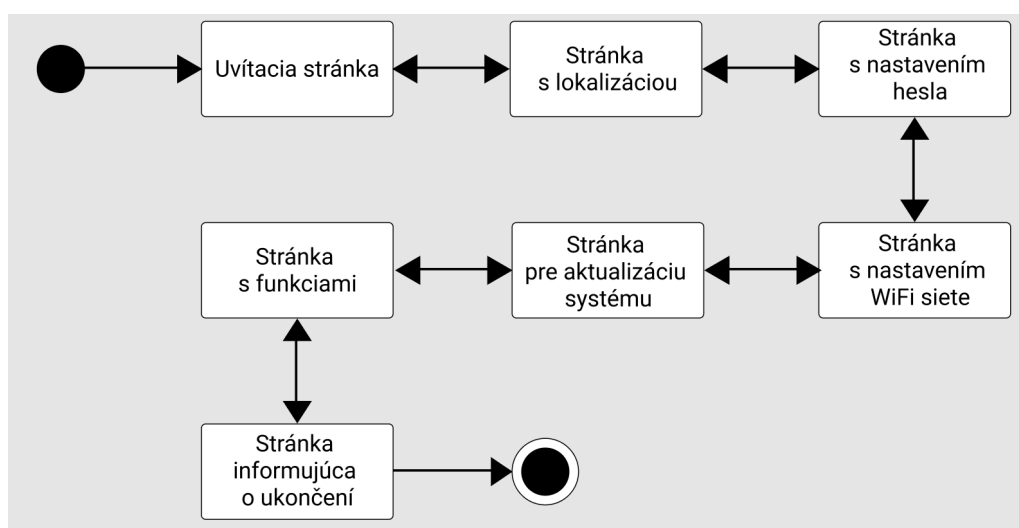 Uvítacia stránka
Stránka
s lokalizáciou
Stránka
s nastavením
hesla
Stránka
s funkciami
Stránka
pre aktualizáciu
systému
Stránka
s nastavením
WiFi siete
Stránka
informujúca
o ukončení